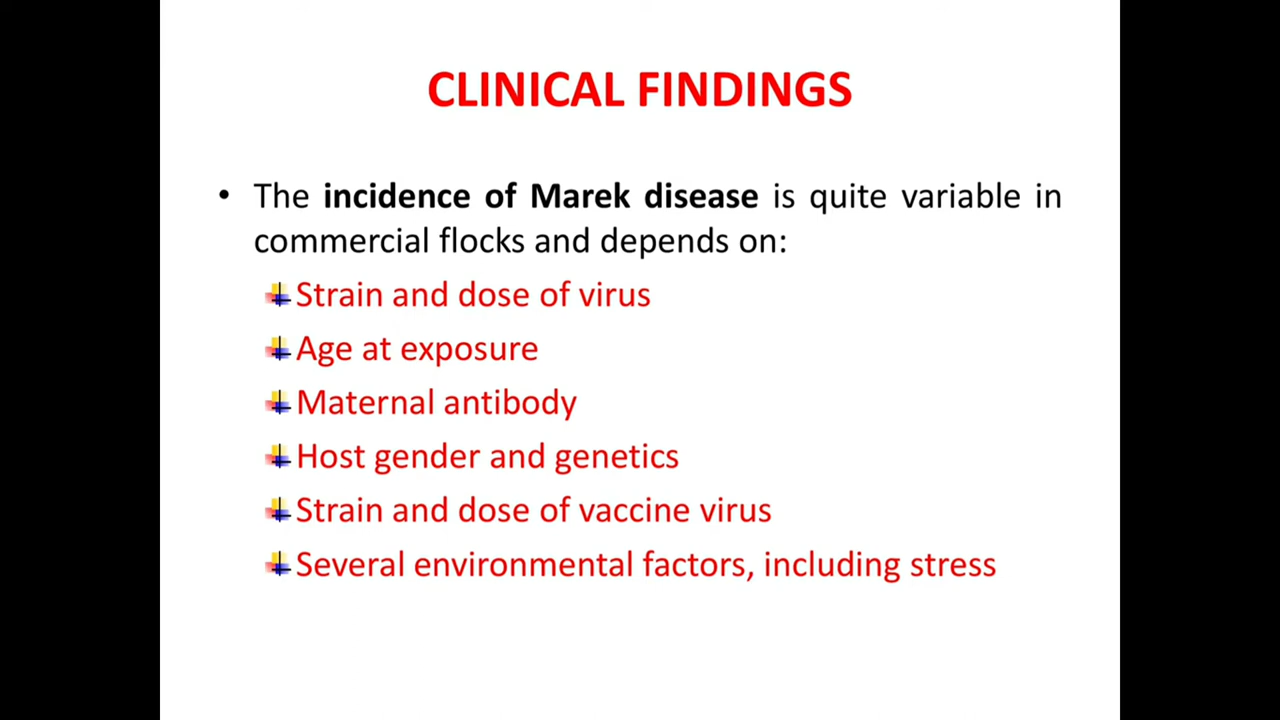 CLINICAL FINDINGS
• The incidence of Marek disease is quite variable in
commercial flocks and depends on:
Strain and dose of virus
Age at exposure
Maternal antibody
Host gender and genetics
Strain and dose of vaccine virus
Several environmental factors, including stress